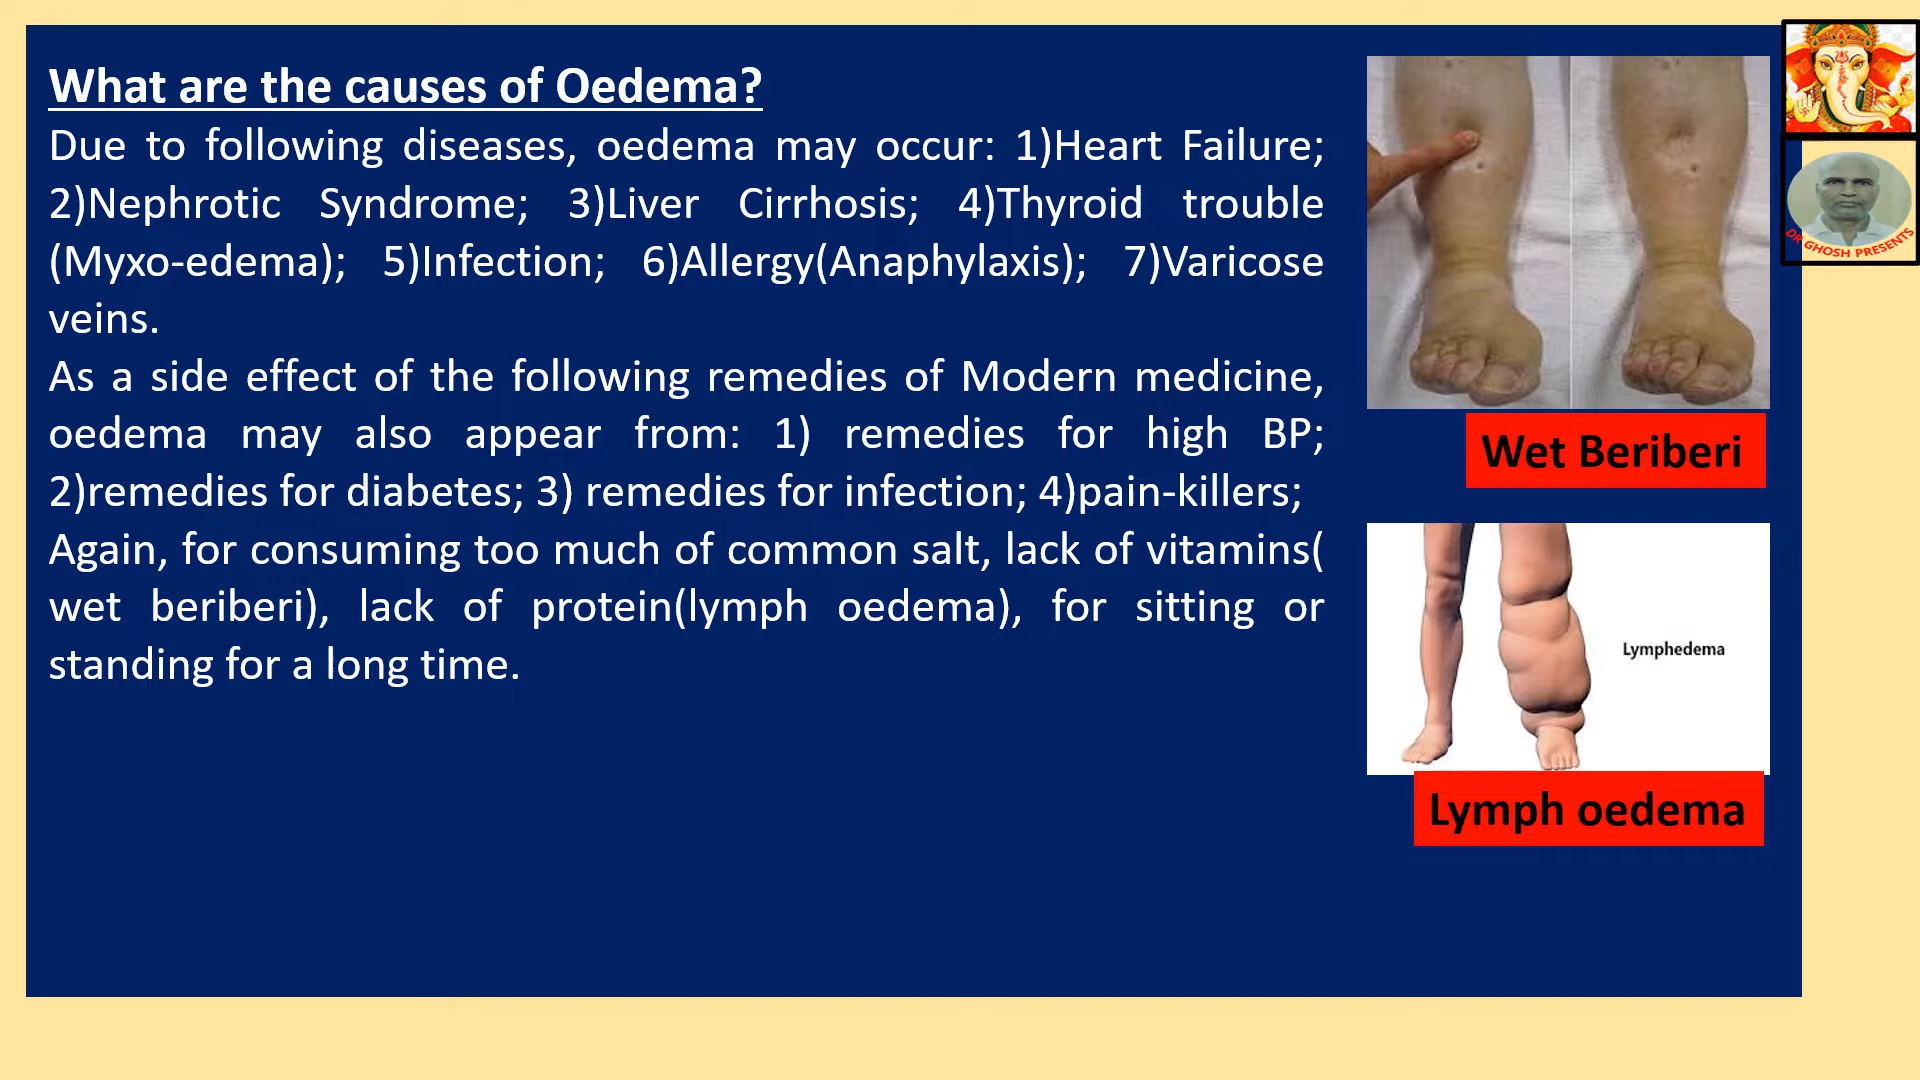 What are the causes of Oedema?
Due to following diseases, oedema may occur: 1)Heart Failure;
2)Nephrotic Syndrome; 3)Liver Cirrhosis; 4)Thyroid trouble
(Myxo-edema); 5)Infection; 6)Allergy(Anaphylaxis); 7)Varicose
veins.
As a side effect of the following remedies of Modern medicine,
oedema may also appear from: 1) remedies for high BP;
2)remedies for diabetes; 3) remedies for infection; 4)pain-killers;
Again, for consuming too much of common salt, lack of vitamins(
wet beriberi), lack of protein(lymph oedema), for sitting or
standing for a long time.
Wet Beriberi
Lymphedema
Lymph oedema
DR GHOSH PRESENTS